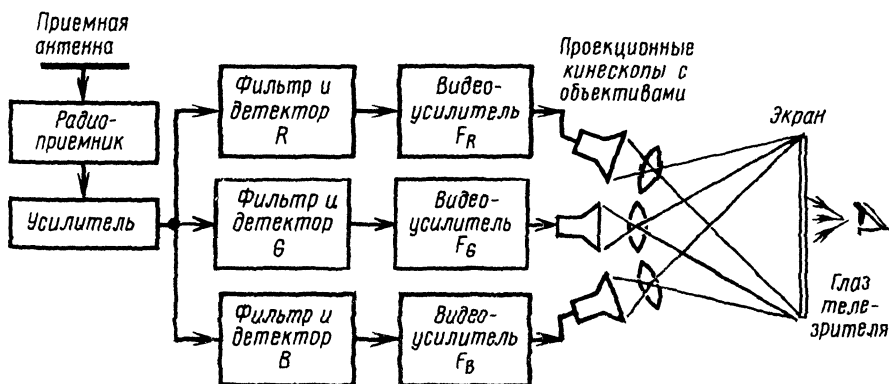 Приемная
антенна
Радио-
приемник
Усилитель
Фильтр и
детектор
R
Видео-
усилитель
F_R
Фильтр и
детектор
G
Видео-
усилитель
F_G
Фильтр и
детектор
B
Видео-
усилитель
F_B
Проекционные
кинескопы с
объективами
Экран
Глаз
теле-
зрителя